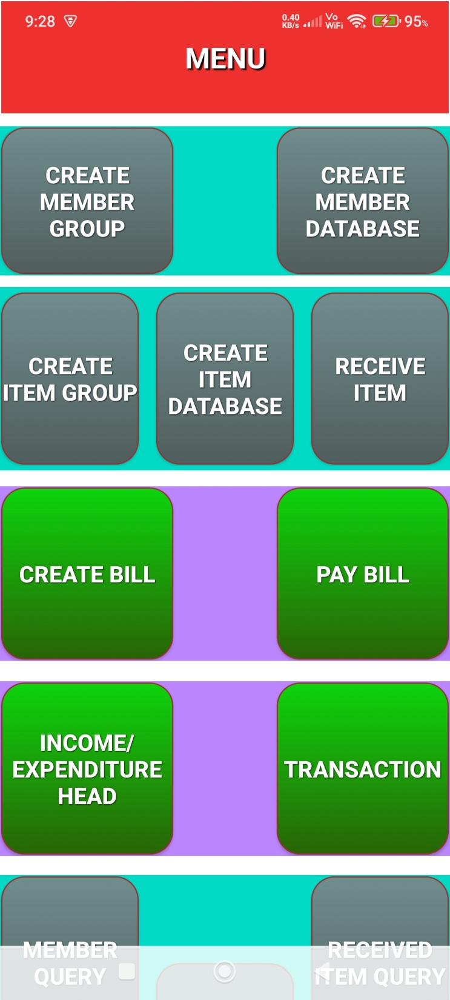 9:28 0.40 KB/s Vo WiFi 95%
MENU
CREATE
MEMBER
GROUP
CREATE
MEMBER
DATABASE
CREATE
ITEM GROUP
CREATE
ITEM
DATABASE
RECEIVE
ITEM
CREATE BILL
PAY BILL
INCOME/
EXPENDITURE
HEAD
TRANSACTION
MEMBER
QUERY
RECEIVED
ITEM QUERY